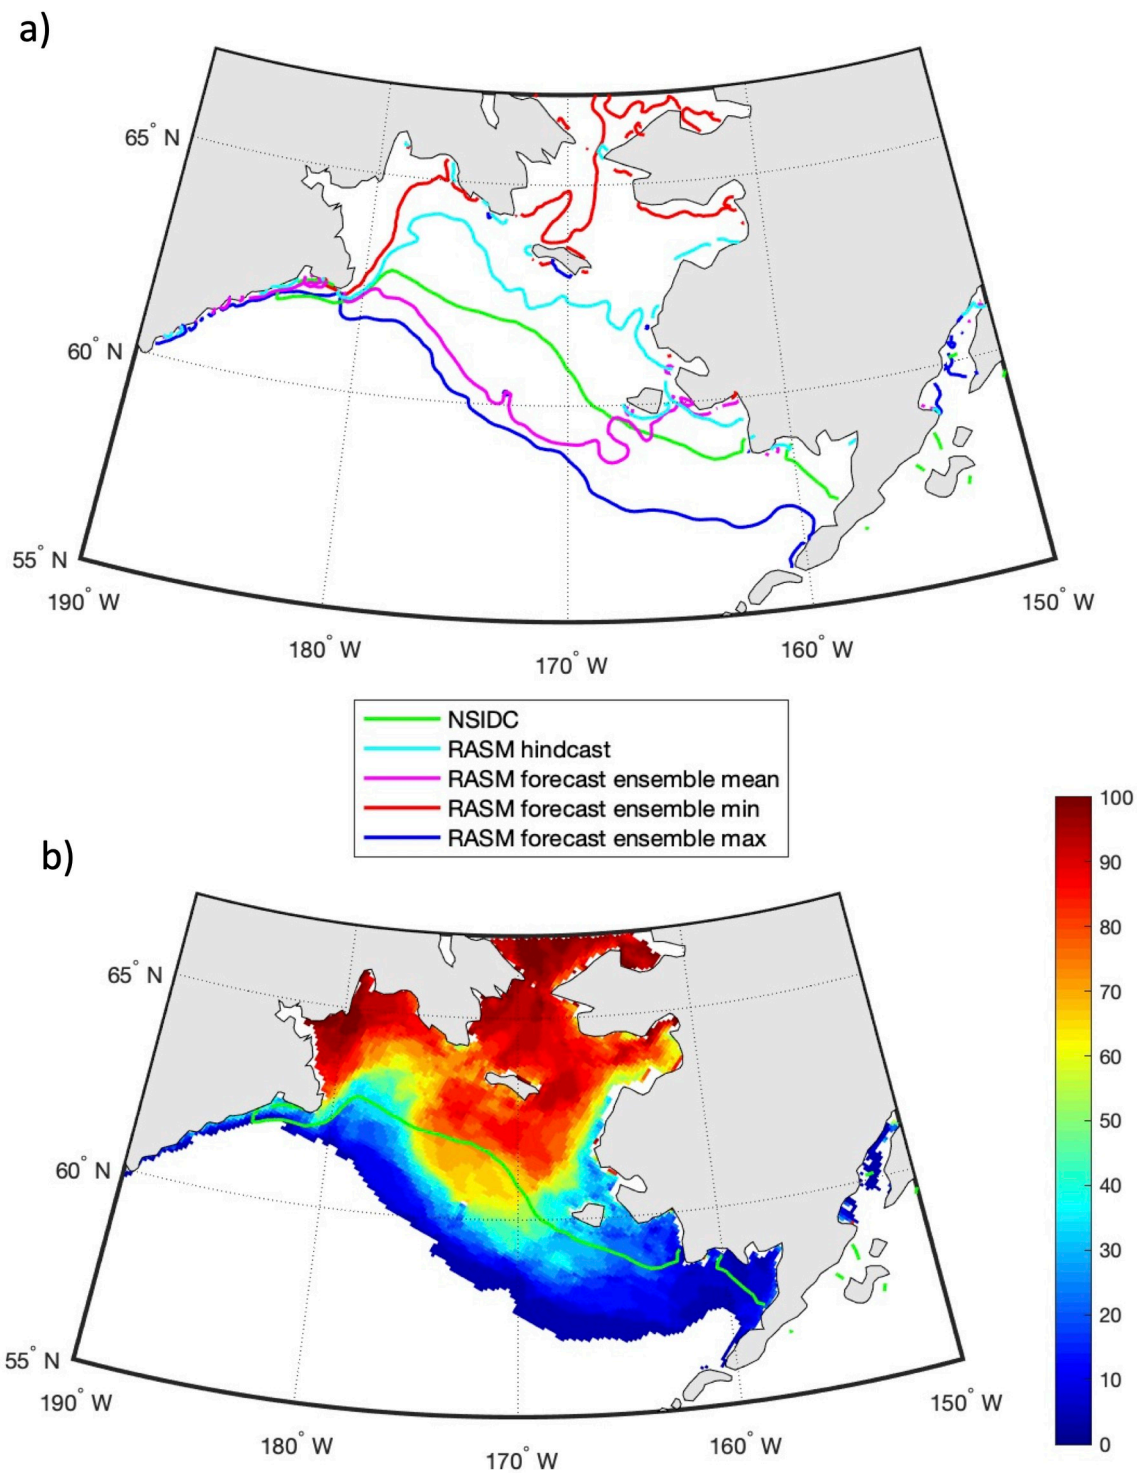 a)
65° N
60° N
55° N
190° W
180° W
170° W
160° W
150° W
NSIDC
RASM hindcast
RASM forecast ensemble mean
RASM forecast ensemble min
RASM forecast ensemble max
b)
100
90
80
70
60
50
40
30
20
10
0
65° N
60° N
55° N
190° W
180° W
170° W
160° W
150° W